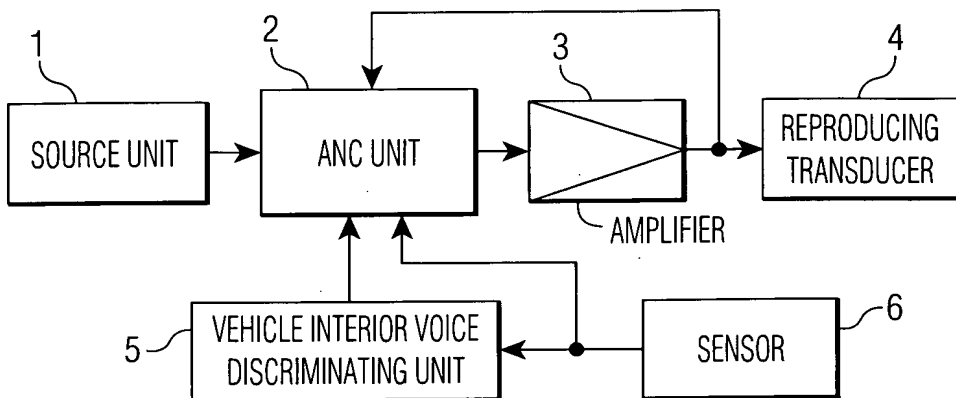 1
2
3
4
SOURCE UNIT
ANC UNIT
REPRODUCING
TRANSDUCER
AMPLIFIER
5
VEHICLE INTERIOR VOICE
DISCRIMINATING UNIT
SENSOR
6